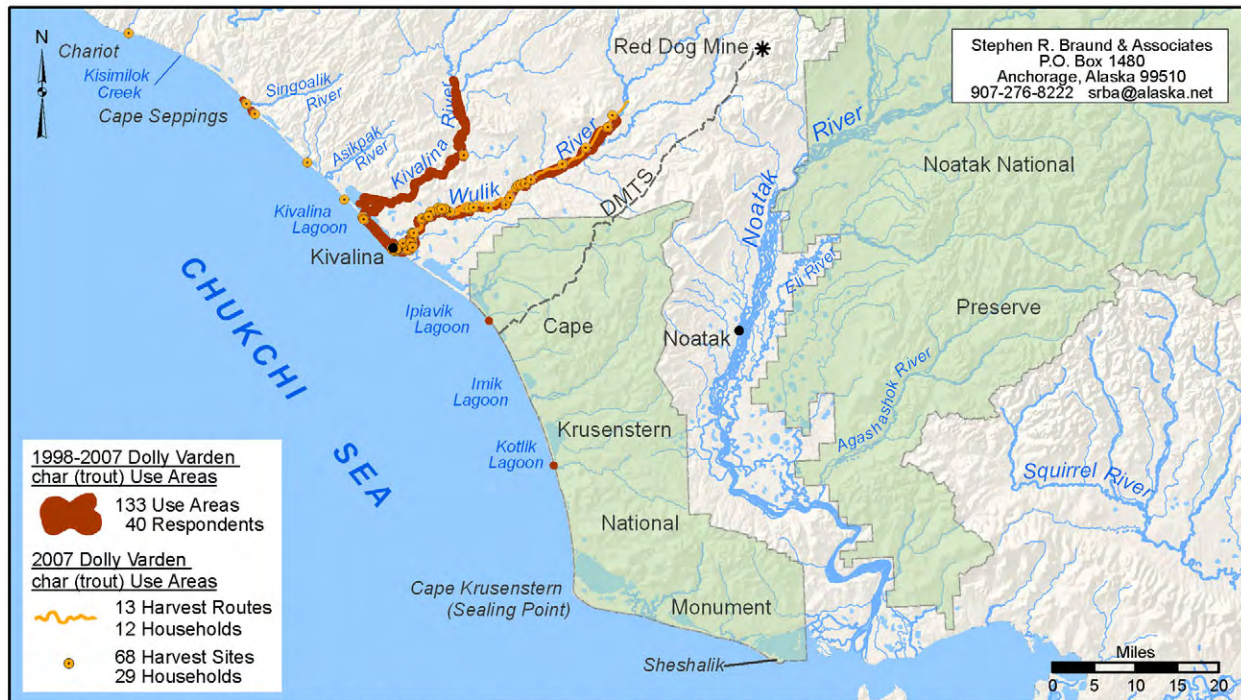 N
Chariot
Kisimilok
Creek
Singoalik
River
Cape Seppings
Asikpak
River
Kivalina
River
Wulik
River
Kivalina
Lagoon
Kivalina
Red Dog Mine
DMTS
Stephen R. Braund & Associates
P.O. Box 1480
Anchorage, Alaska 99510
907-276-8222 srba@alaska.net
Noatak
River
Noatak National
Preserve
Eli River
Noatak
Agashashok River
Squirrel River
Ipiavik
Lagoon
Imik
Lagoon
Kotlik
Lagoon
Cape
Krusenstern
National
Monument
CHUKCHI
SEA
Cape Krusenstern
(Sealing Point)
Sheshalik
1998-2007 Dolly Varden
char (trout) Use Areas
133 Use Areas
40 Respondents
2007 Dolly Varden
char (trout) Use Areas
13 Harvest Routes
12 Households
68 Harvest Sites
29 Households
Miles
0 5 10 15 20